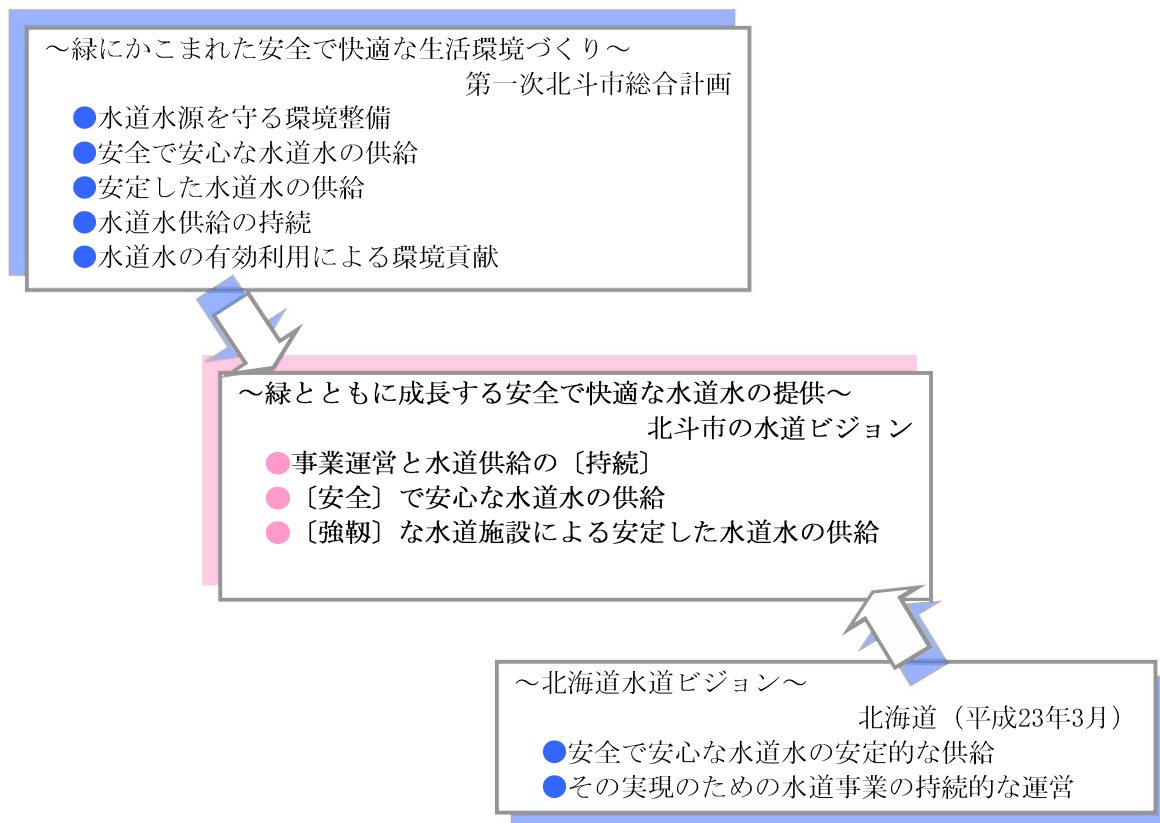 ～緑にかこまれた安全で快適な生活環境づくり～
第一次北斗市総合計画
●水道水源を守る環境整備
●安全で安心な水道水の供給
●安定した水道水の供給
●水道水供給の持続
●水道水の有効利用による環境貢献
～緑とともに成長する安全で快適な水道水の提供～
北斗市の水道ビジョン
●事業運営と水道供給の〔持続〕
●〔安全〕で安心な水道水の供給
●〔強靱〕な水道施設による安定した水道水の供給
～北海道水道ビジョン～
北海道（平成23年3月）
●安全で安心な水道水の安定的な供給
●その実現のための水道事業の持続的な運営